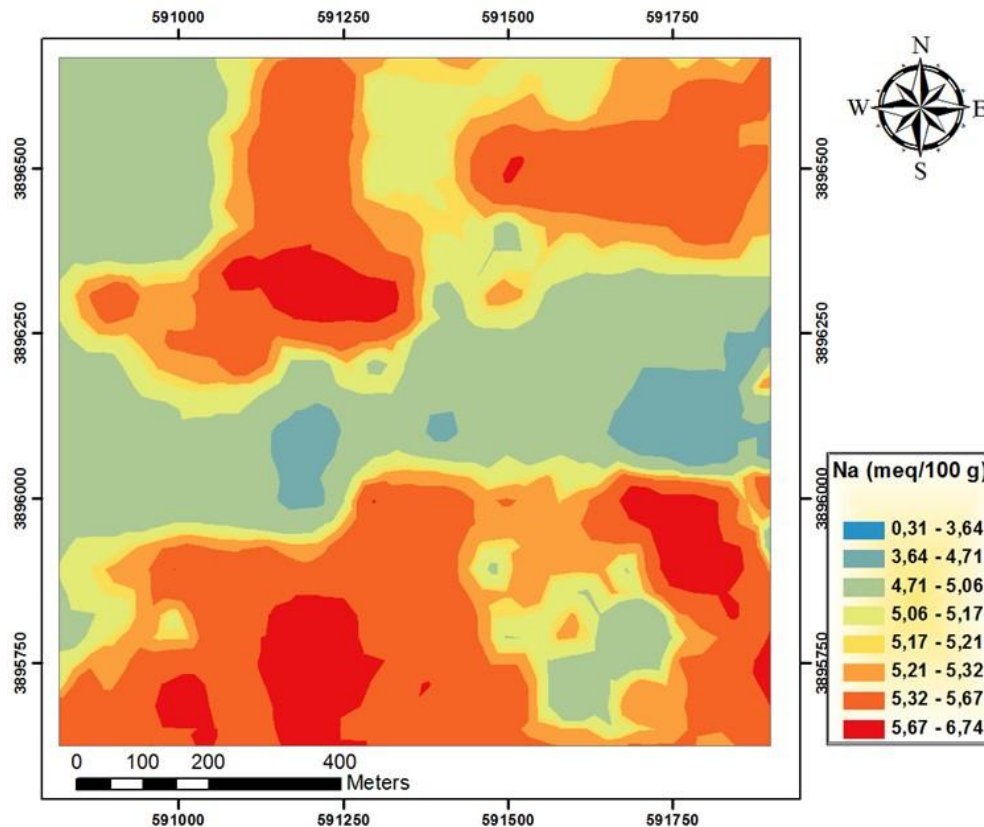 591000 591250 591500 591750
N
W E
S
3896500 3896500
3896250 3896250
3896000 3896000
3895750 3895750
Na (meq/100 g)
0,31 - 3,64
3,64 - 4,71
4,71 - 5,06
5,06 - 5,17
5,17 - 5,21
5,21 - 5,32
5,32 - 5,67
5,67 - 6,74
0 100 200 400
Meters
591000 591250 591500 591750